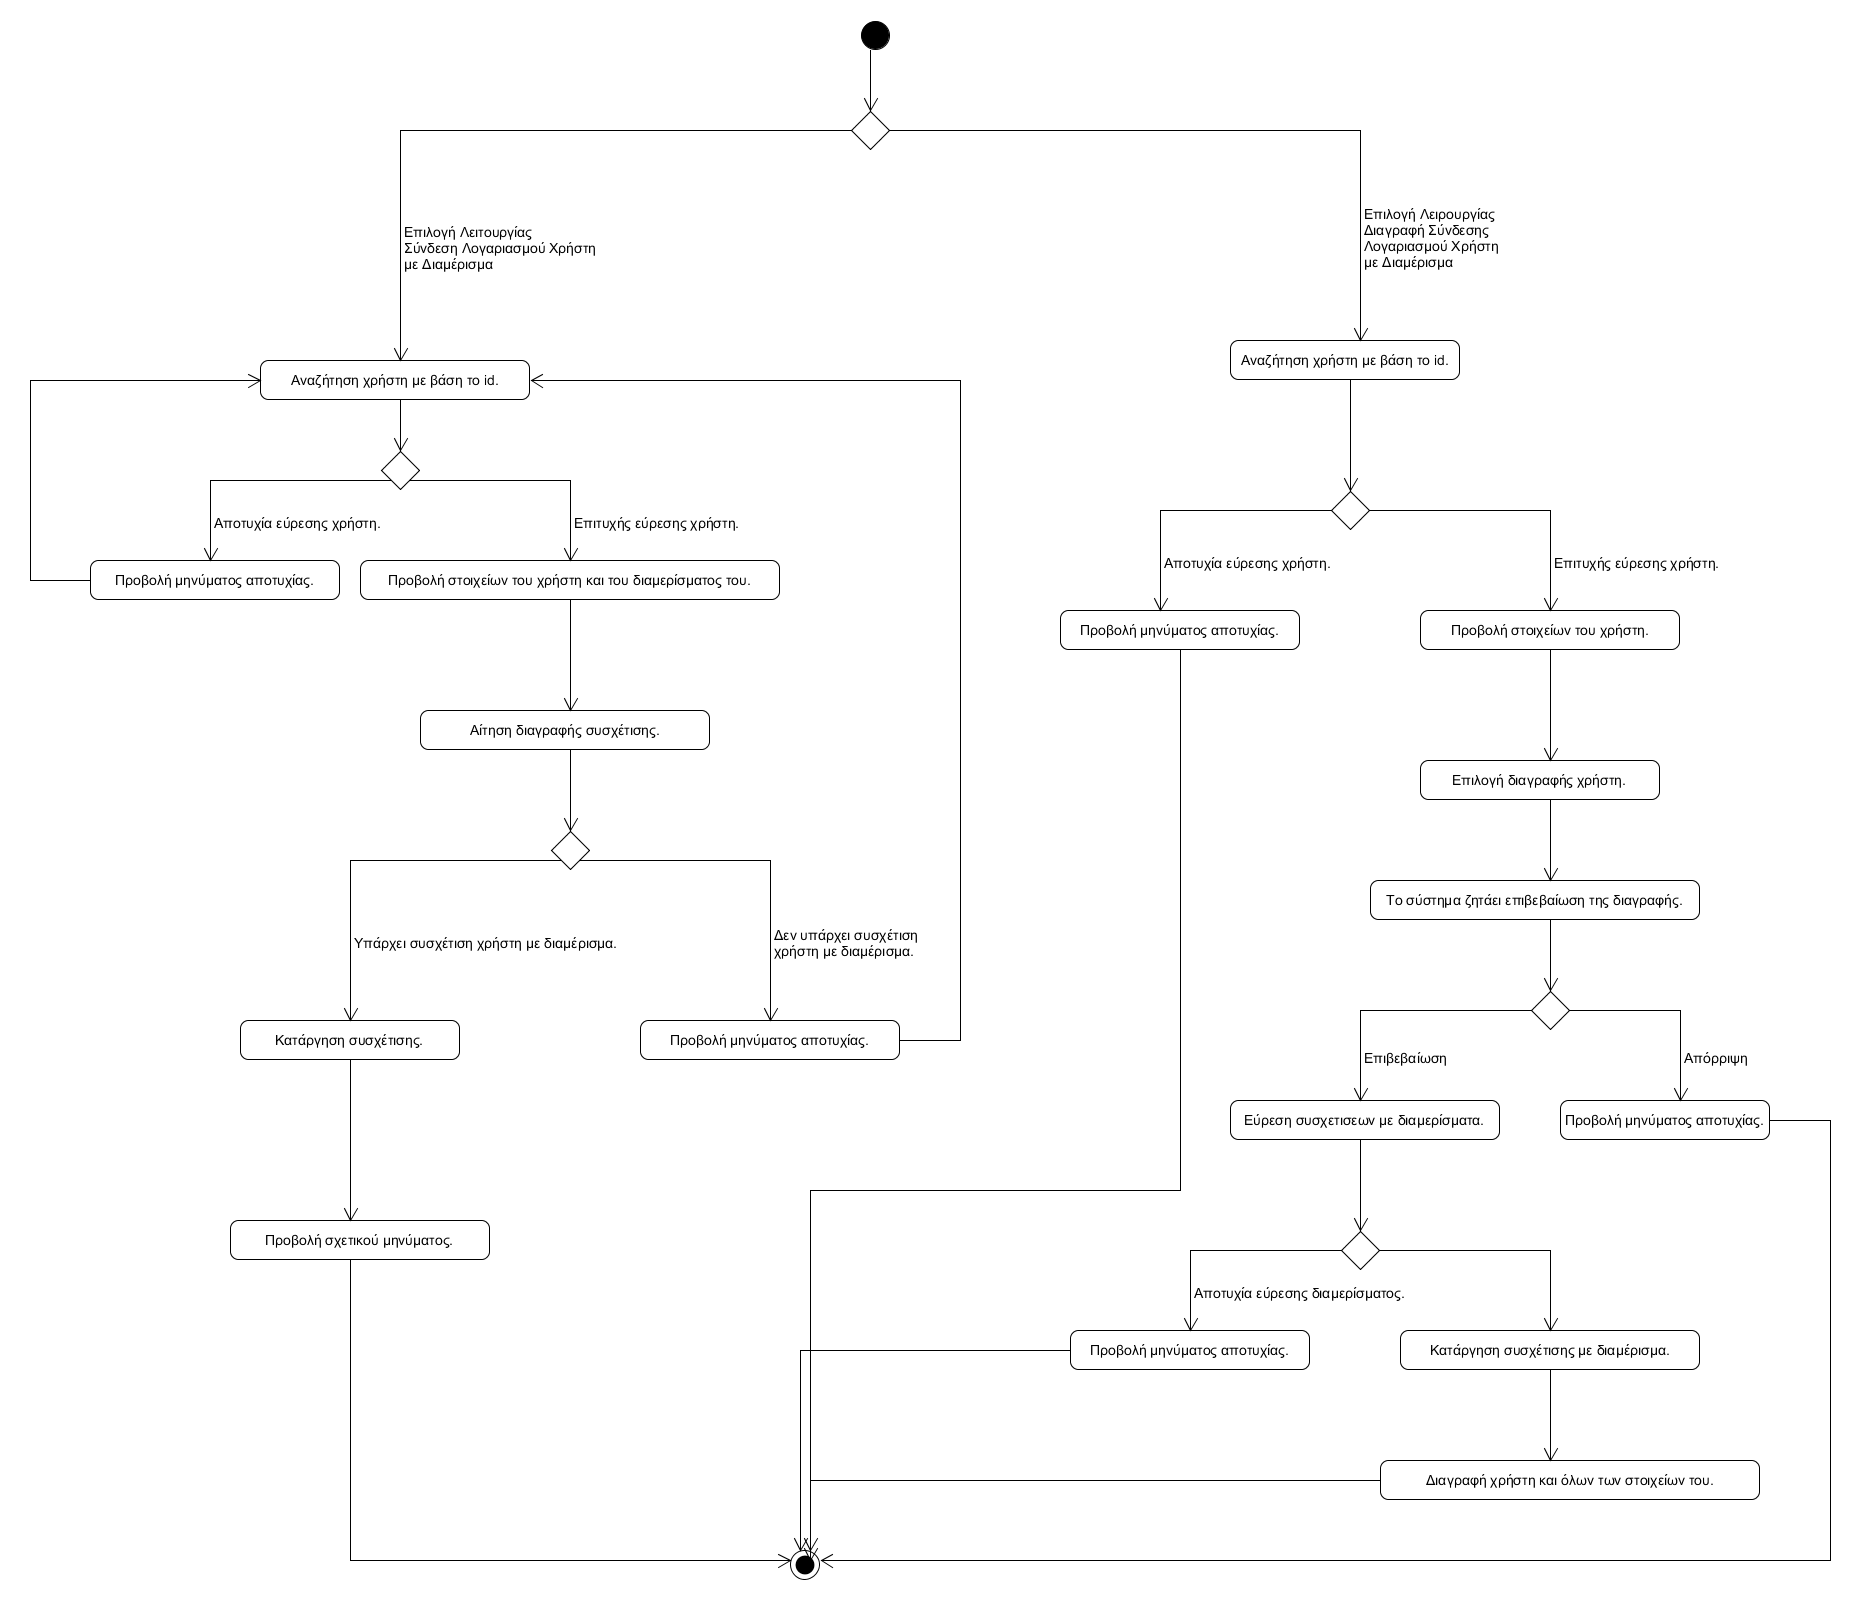 Επιλογή Λειτουργίας
Σύνδεση Λογαριασμού Χρήστη
με Διαμέρισμα
Επιλογή Λειρουργίας
Διαγραφή Σύνδεσης
Λογαριασμού Χρήστη
με Διαμέρισμα
Αναζήτηση χρήστη με βάση το id.
Αναζήτηση χρήστη με βάση το id.
Αποτυχία εύρεσης χρήστη.
Επιτυχής εύρεσης χρήστη.
Αποτυχία εύρεσης χρήστη.
Επιτυχής εύρεσης χρήστη.
Προβολή μηνύματος αποτυχίας.
Προβολή στοιχείων του χρήστη και του διαμερίσματος του.
Προβολή μηνύματος αποτυχίας.
Προβολή στοιχείων του χρήστη.
Αίτηση διαγραφής συσχέτισης.
Επιλογή διαγραφής χρήστη.
Το σύστημα ζητάει επιβεβαίωση της διαγραφής.
Υπάρχει συσχέτιση χρήστη με διαμέρισμα.
Δεν υπάρχει συσχέτιση
χρήστη με διαμέρισμα.
Κατάργηση συσχέτισης.
Προβολή μηνύματος αποτυχίας.
Επιβεβαίωση
Απόρριψη
Εύρεση συσχετισεων με διαμερίσματα.
Προβολή μηνύματος αποτυχίας.
Προβολή σχετικού μηνύματος.
Αποτυχία εύρεσης διαμερίσματος.
Προβολή μηνύματος αποτυχίας.
Κατάργηση συσχέτισης με διαμέρισμα.
Διαγραφή χρήστη και όλων των στοιχείων του.